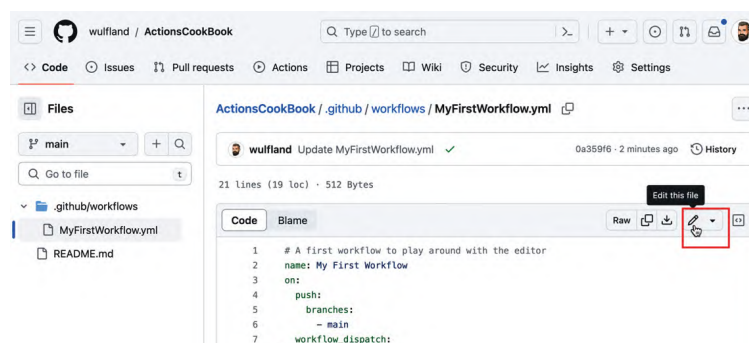 wulfland / ActionsCookBook
Type / to search
Code Issues Pull requests Actions Projects Wiki Security Insights Settings
Files
ActionsCookBook / .github / workflows / MyFirstWorkflow.yml
main
wulfland Update MyFirstWorkflow.yml 0a359f6 · 2 minutes ago History
Go to file t
21 lines (19 loc) · 512 Bytes
Edit this file
.github/workflows
Code Blame Raw
MyFirstWorkflow.yml
README.md
1 # A first workflow to play around with the editor
2 name: My First Workflow
3 on:
4 push:
5 branches:
6 - main
7 workflow_dispatch: